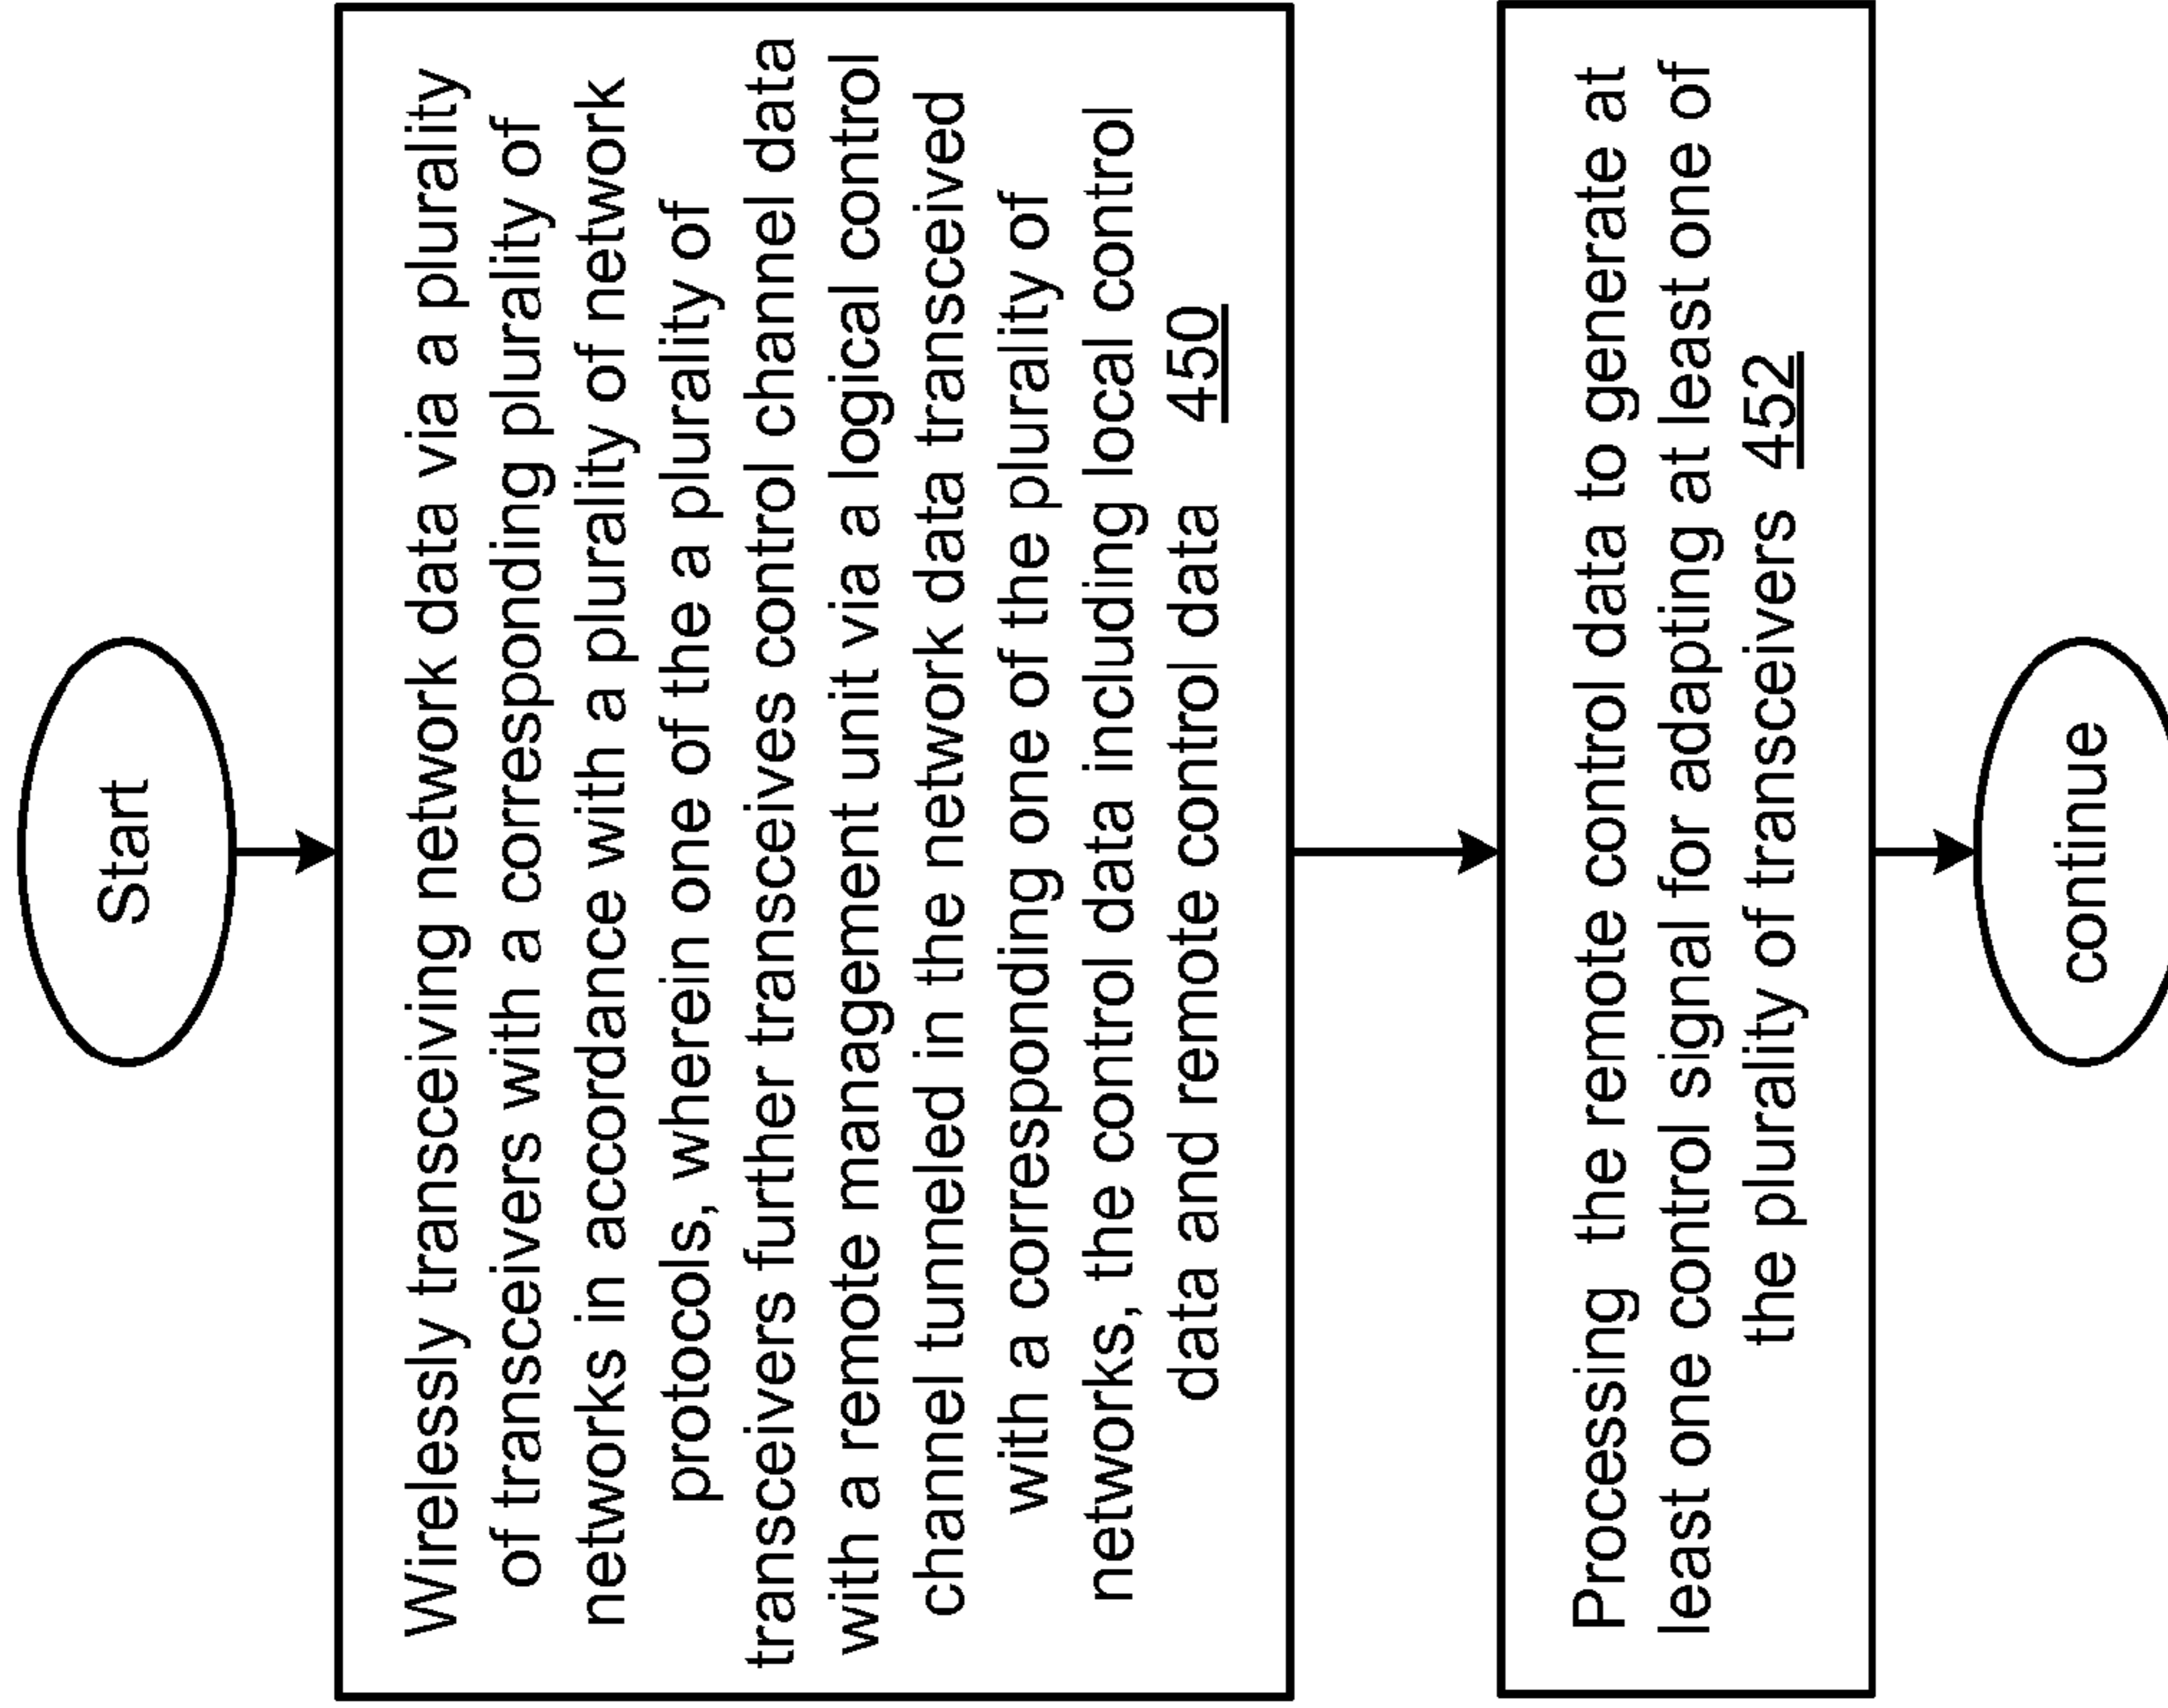 Start
Wirelessly transceiving network data via a plurality
of transceivers with a corresponding plurality of
networks in accordance with a plurality of network
protocols, wherein one of the a plurality of
transceivers further transceives control channel data
with a remote management unit via a logical control
channel tunneled in the network data transceived
with a corresponding one of the plurality of
networks, the control data including local control
data and remote control data 450
Processing the remote control data to generate at
least one control signal for adapting at least one of
the plurality of transceivers 452
continue